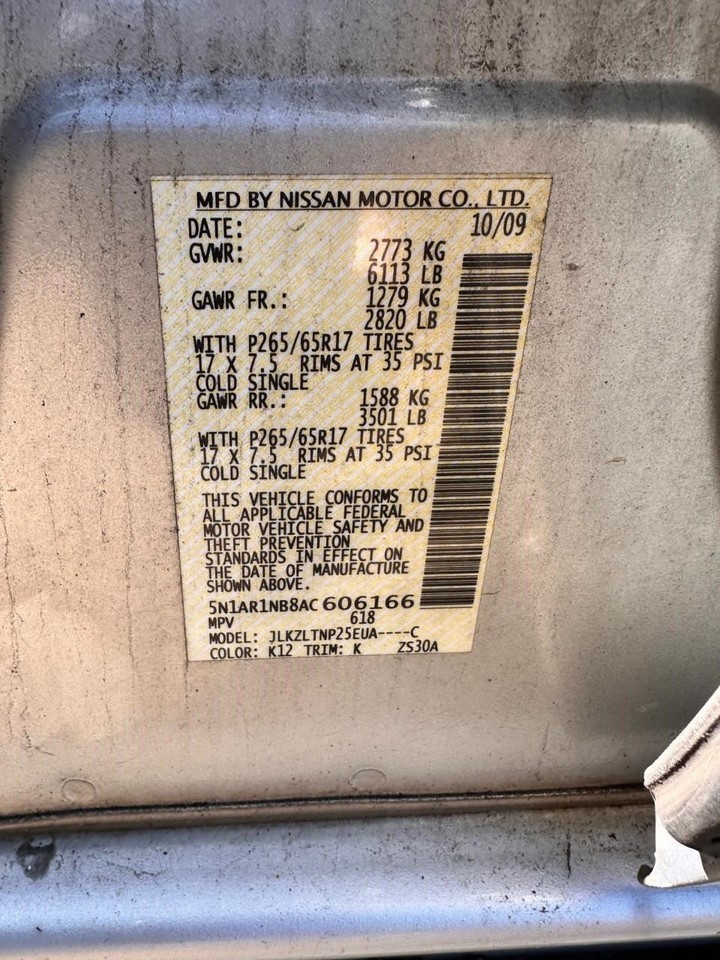 MFD BY NISSAN MOTOR CO., LTD.
DATE: 10/09
GVWR: 2773 KG
6113 LB
GAWR FR.: 1279 KG
2820 LB
WITH P265/65R17 TIRES
17 X 7.5 RIMS AT 35 PSI
COLD SINGLE
GAWR RR.: 1588 KG
3501 LB
WITH P265/65R17 TIRES
17 X 7.5 RIMS AT 35 PSI
COLD SINGLE
THIS VEHICLE CONFORMS TO
ALL APPLICABLE FEDERAL
MOTOR VEHICLE SAFETY AND
THEFT PREVENTION
STANDARDS IN EFFECT ON
THE DATE OF MANUFACTURE
SHOWN ABOVE.
5N1AR1NB8AC606166
MPV 618
MODEL: JLKZLTNP25EUA----C
COLOR: K12 TRIM: K ZS30A